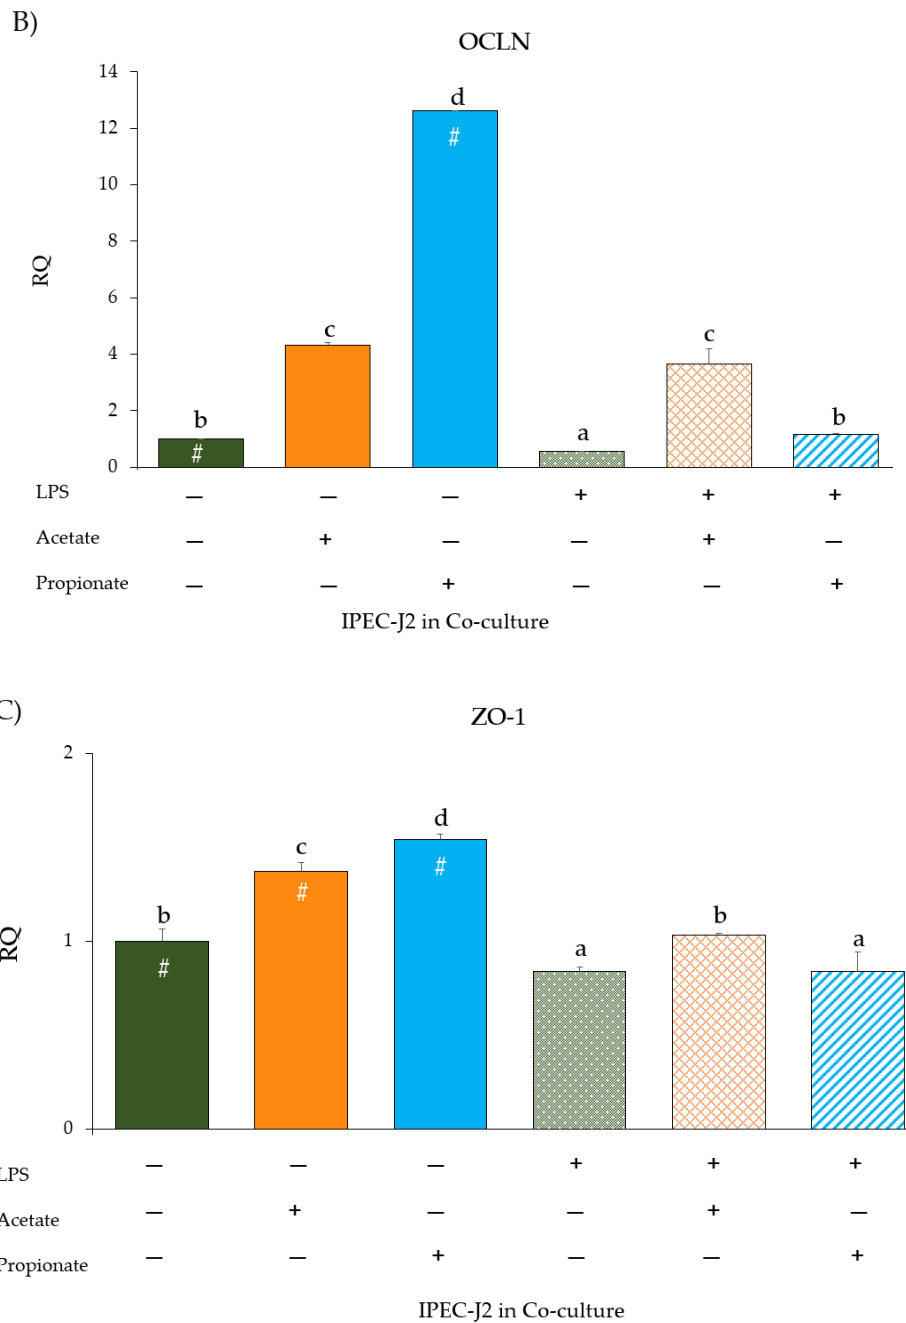 B)
OCLN
14
d
#
12
10
8
RQ
6
c
c
4
2
b
#
a
b
0
LPS — — — + + +
Acetate — + — — + —
Propionate — — + — — +
IPEC-J2 in Co-culture
C)
ZO-1
2
d
#
c
#
b
#
a
b
a
1
RQ
0
LPS — — — + + +
Acetate — + — — + —
Propionate — — + — — +
IPEC-J2 in Co-culture